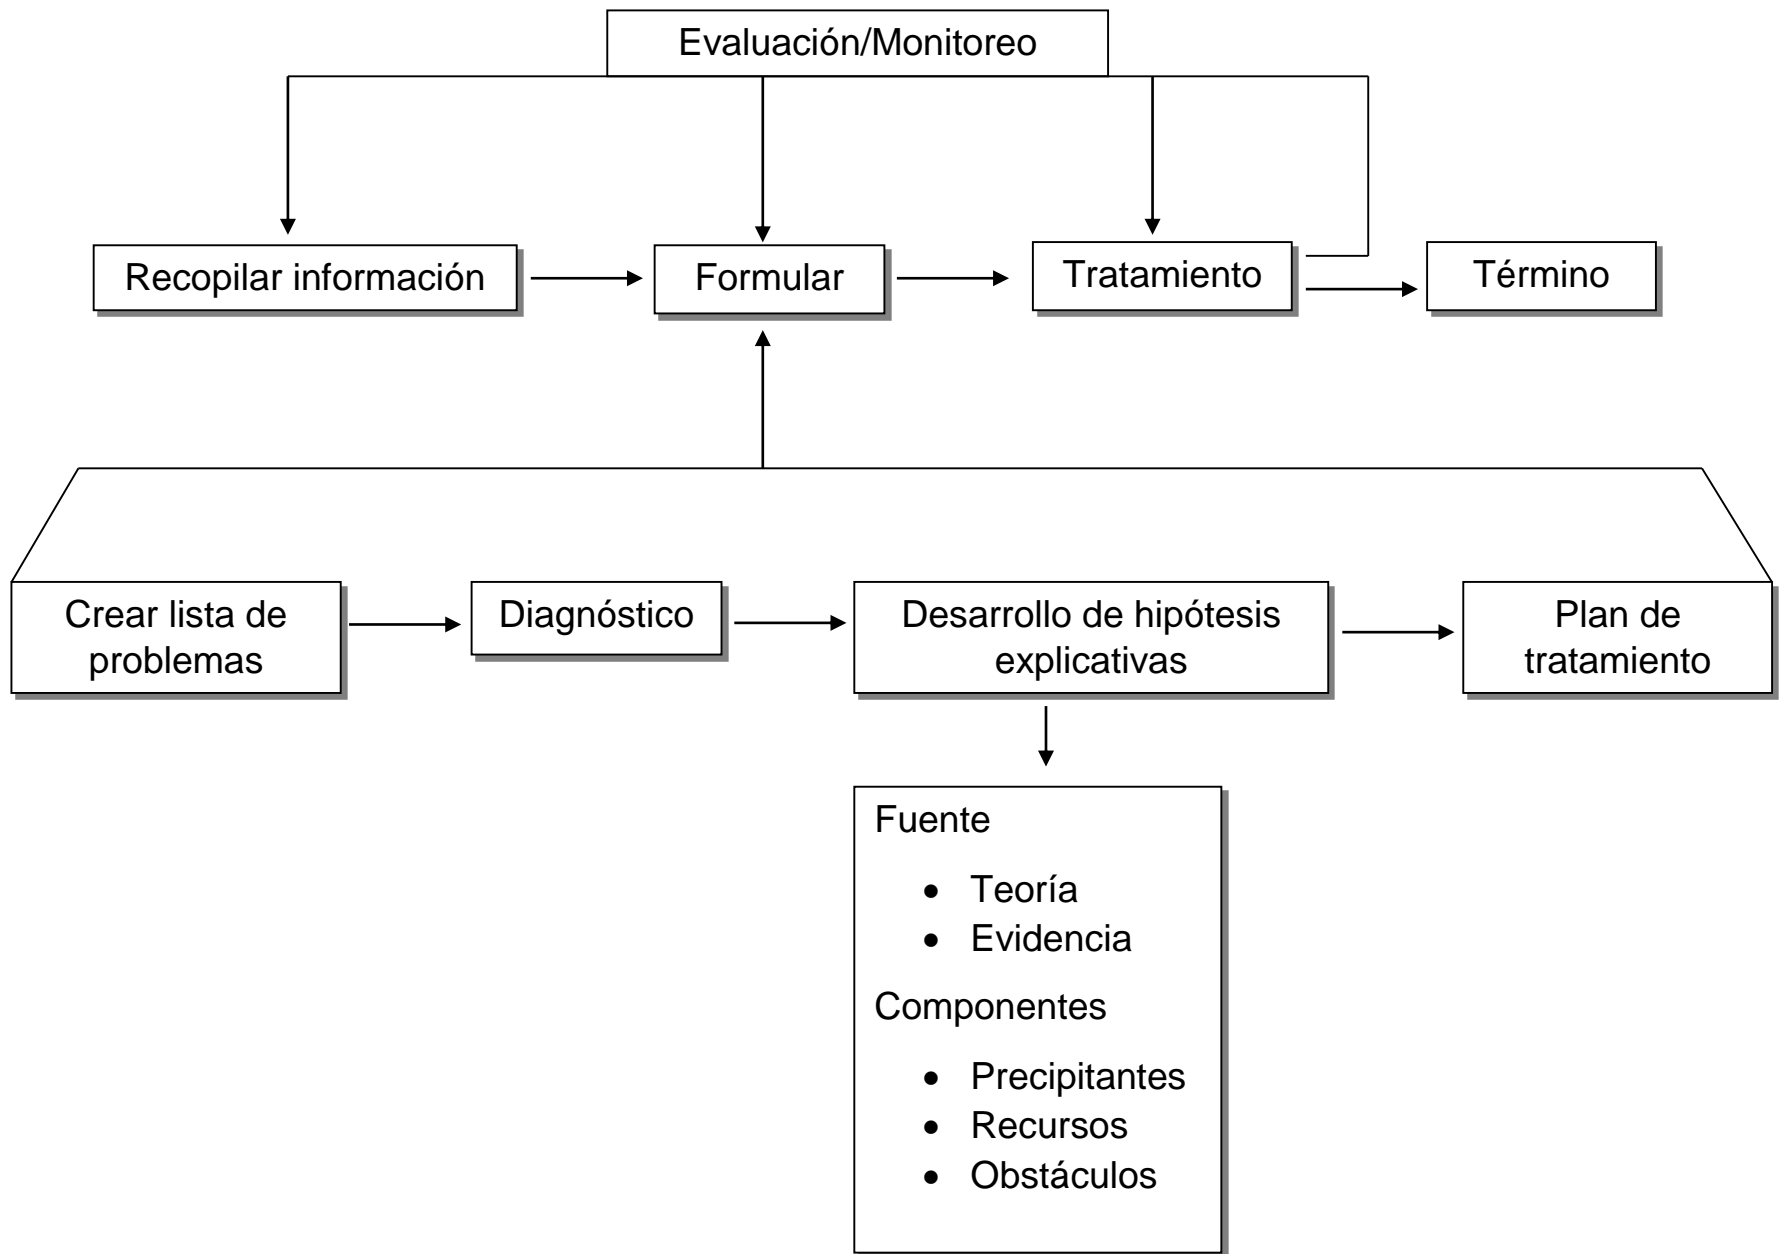 Evaluación/Monitoreo
Recopilar información
Formular
Tratamiento
Término
Crear lista de
problemas
Diagnóstico
Desarrollo de hipótesis
explicativas
Plan de
tratamiento
Fuente
• Teoría
• Evidencia
Componentes
• Precipitantes
• Recursos
• Obstáculos